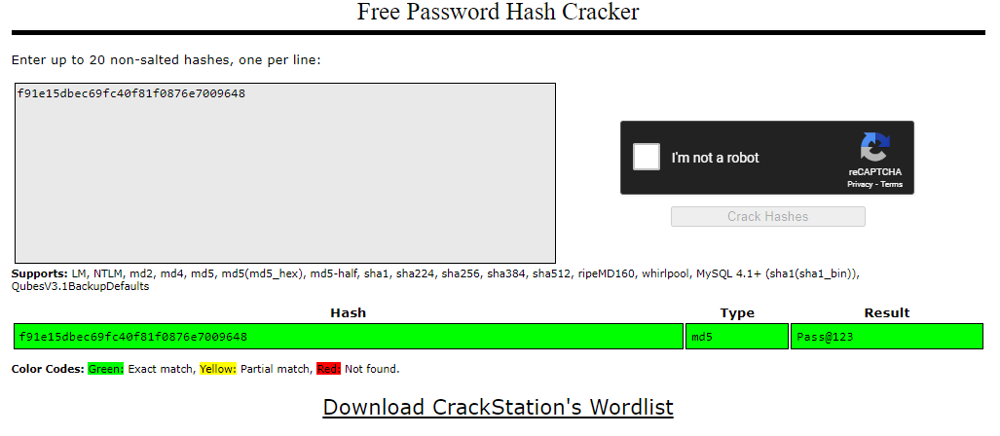 Free Password Hash Cracker
Enter up to 20 non-salted hashes, one per line:
f91e15dbec69fc40f81f0876e7009648
I'm not a robot
reCAPTCHA
Privacy - Terms
Crack Hashes
Supports: LM, NTLM, md2, md4, md5, md5(md5_hex), md5-half, sha1, sha224, sha256, sha384, sha512, ripeMD160, whirlpool, MySQL 4.1+ (sha1(sha1_bin)),
QubesV3.1BackupDefaults
Hash Type Result
f91e15dbec69fc40f81f0876e7009648 md5 Pass@123
Color Codes: Green: Exact match, Yellow: Partial match, Red: Not found.
Download CrackStation's Wordlist